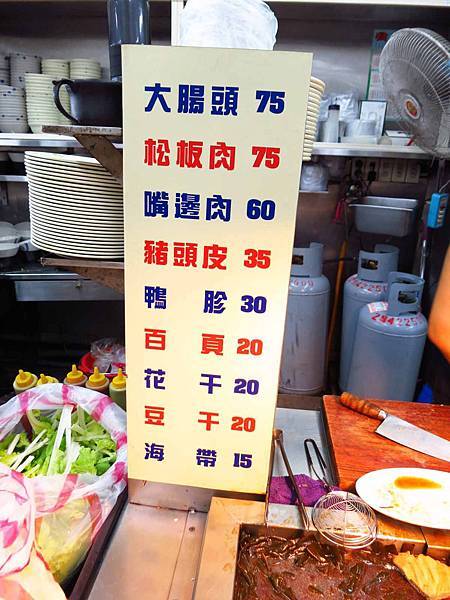 大腸頭 75
松板肉 75
嘴邊肉 60
豬頭皮 35
鴨胗 30
百頁 20
花干 20
豆干 20
海帶 15